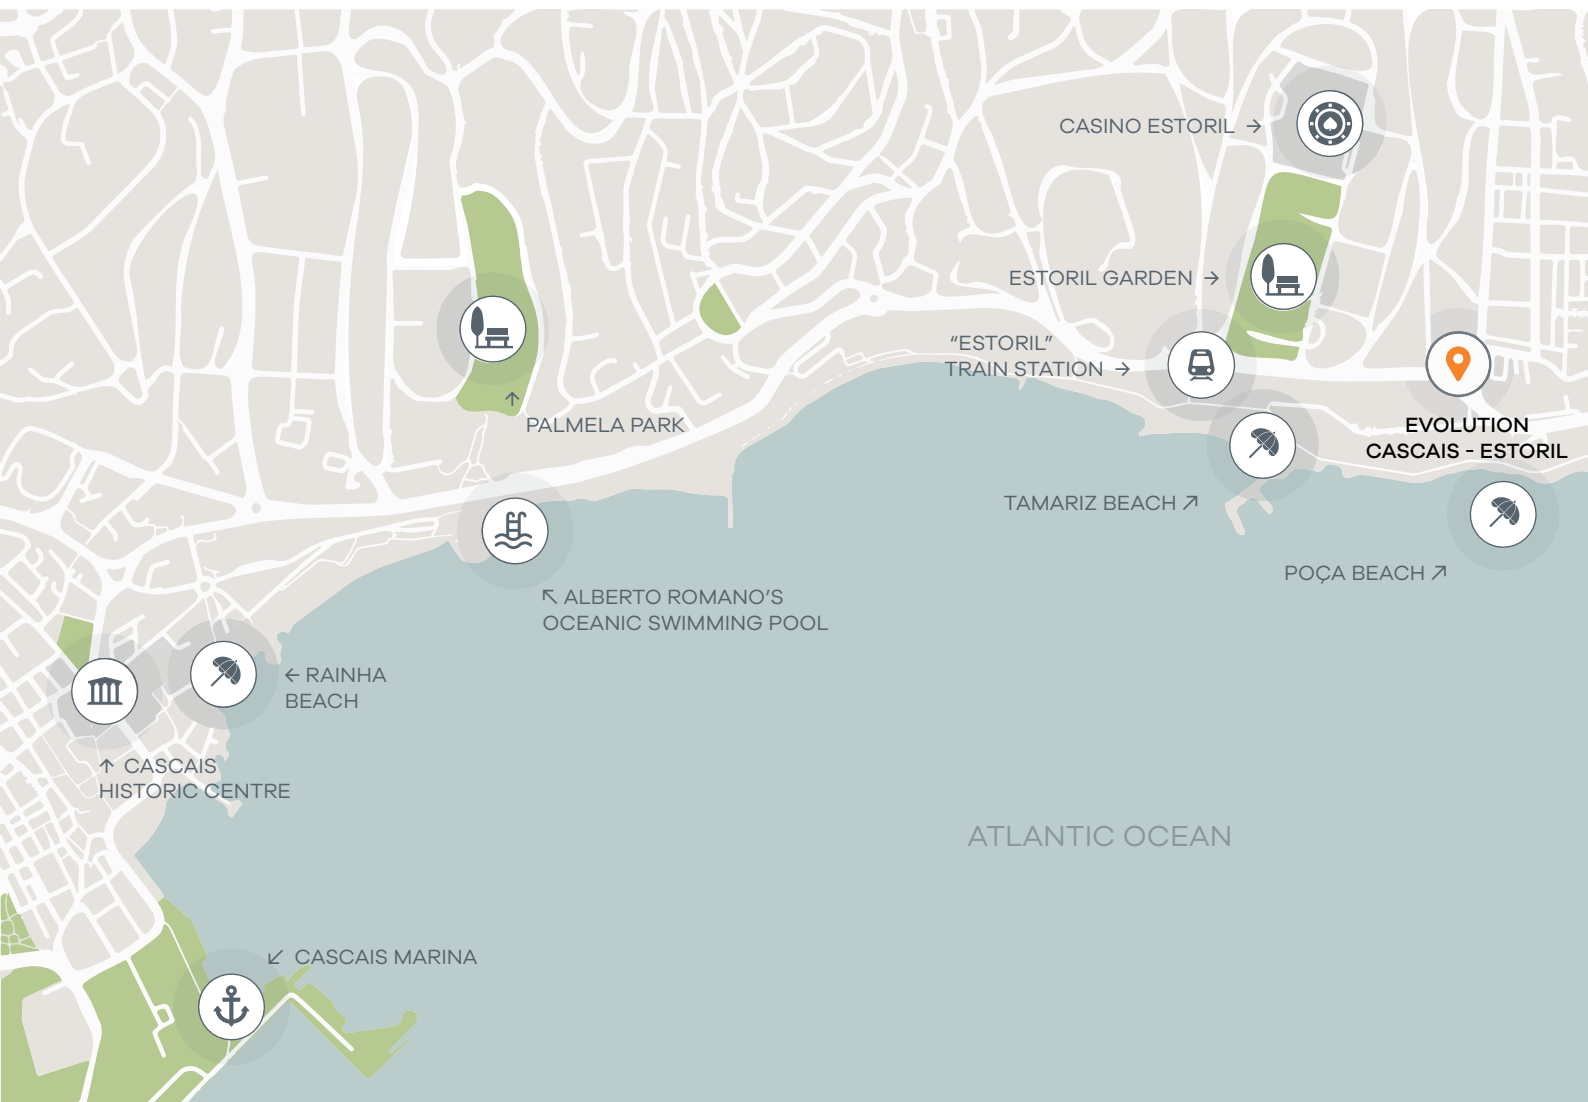 CASINO ESTORIL →
ESTORIL GARDEN →
“ESTORIL”
TRAIN STATION →
↑
PALMELA PARK
EVOLUTION
CASCAIS - ESTORIL
TAMARIZ BEACH ↗
POÇA BEACH ↗
↖ ALBERTO ROMANO’S
OCEANIC SWIMMING POOL
← RAINHA
BEACH
↑ CASCAIS
HISTORIC CENTRE
ATLANTIC OCEAN
↙ CASCAIS MARINA